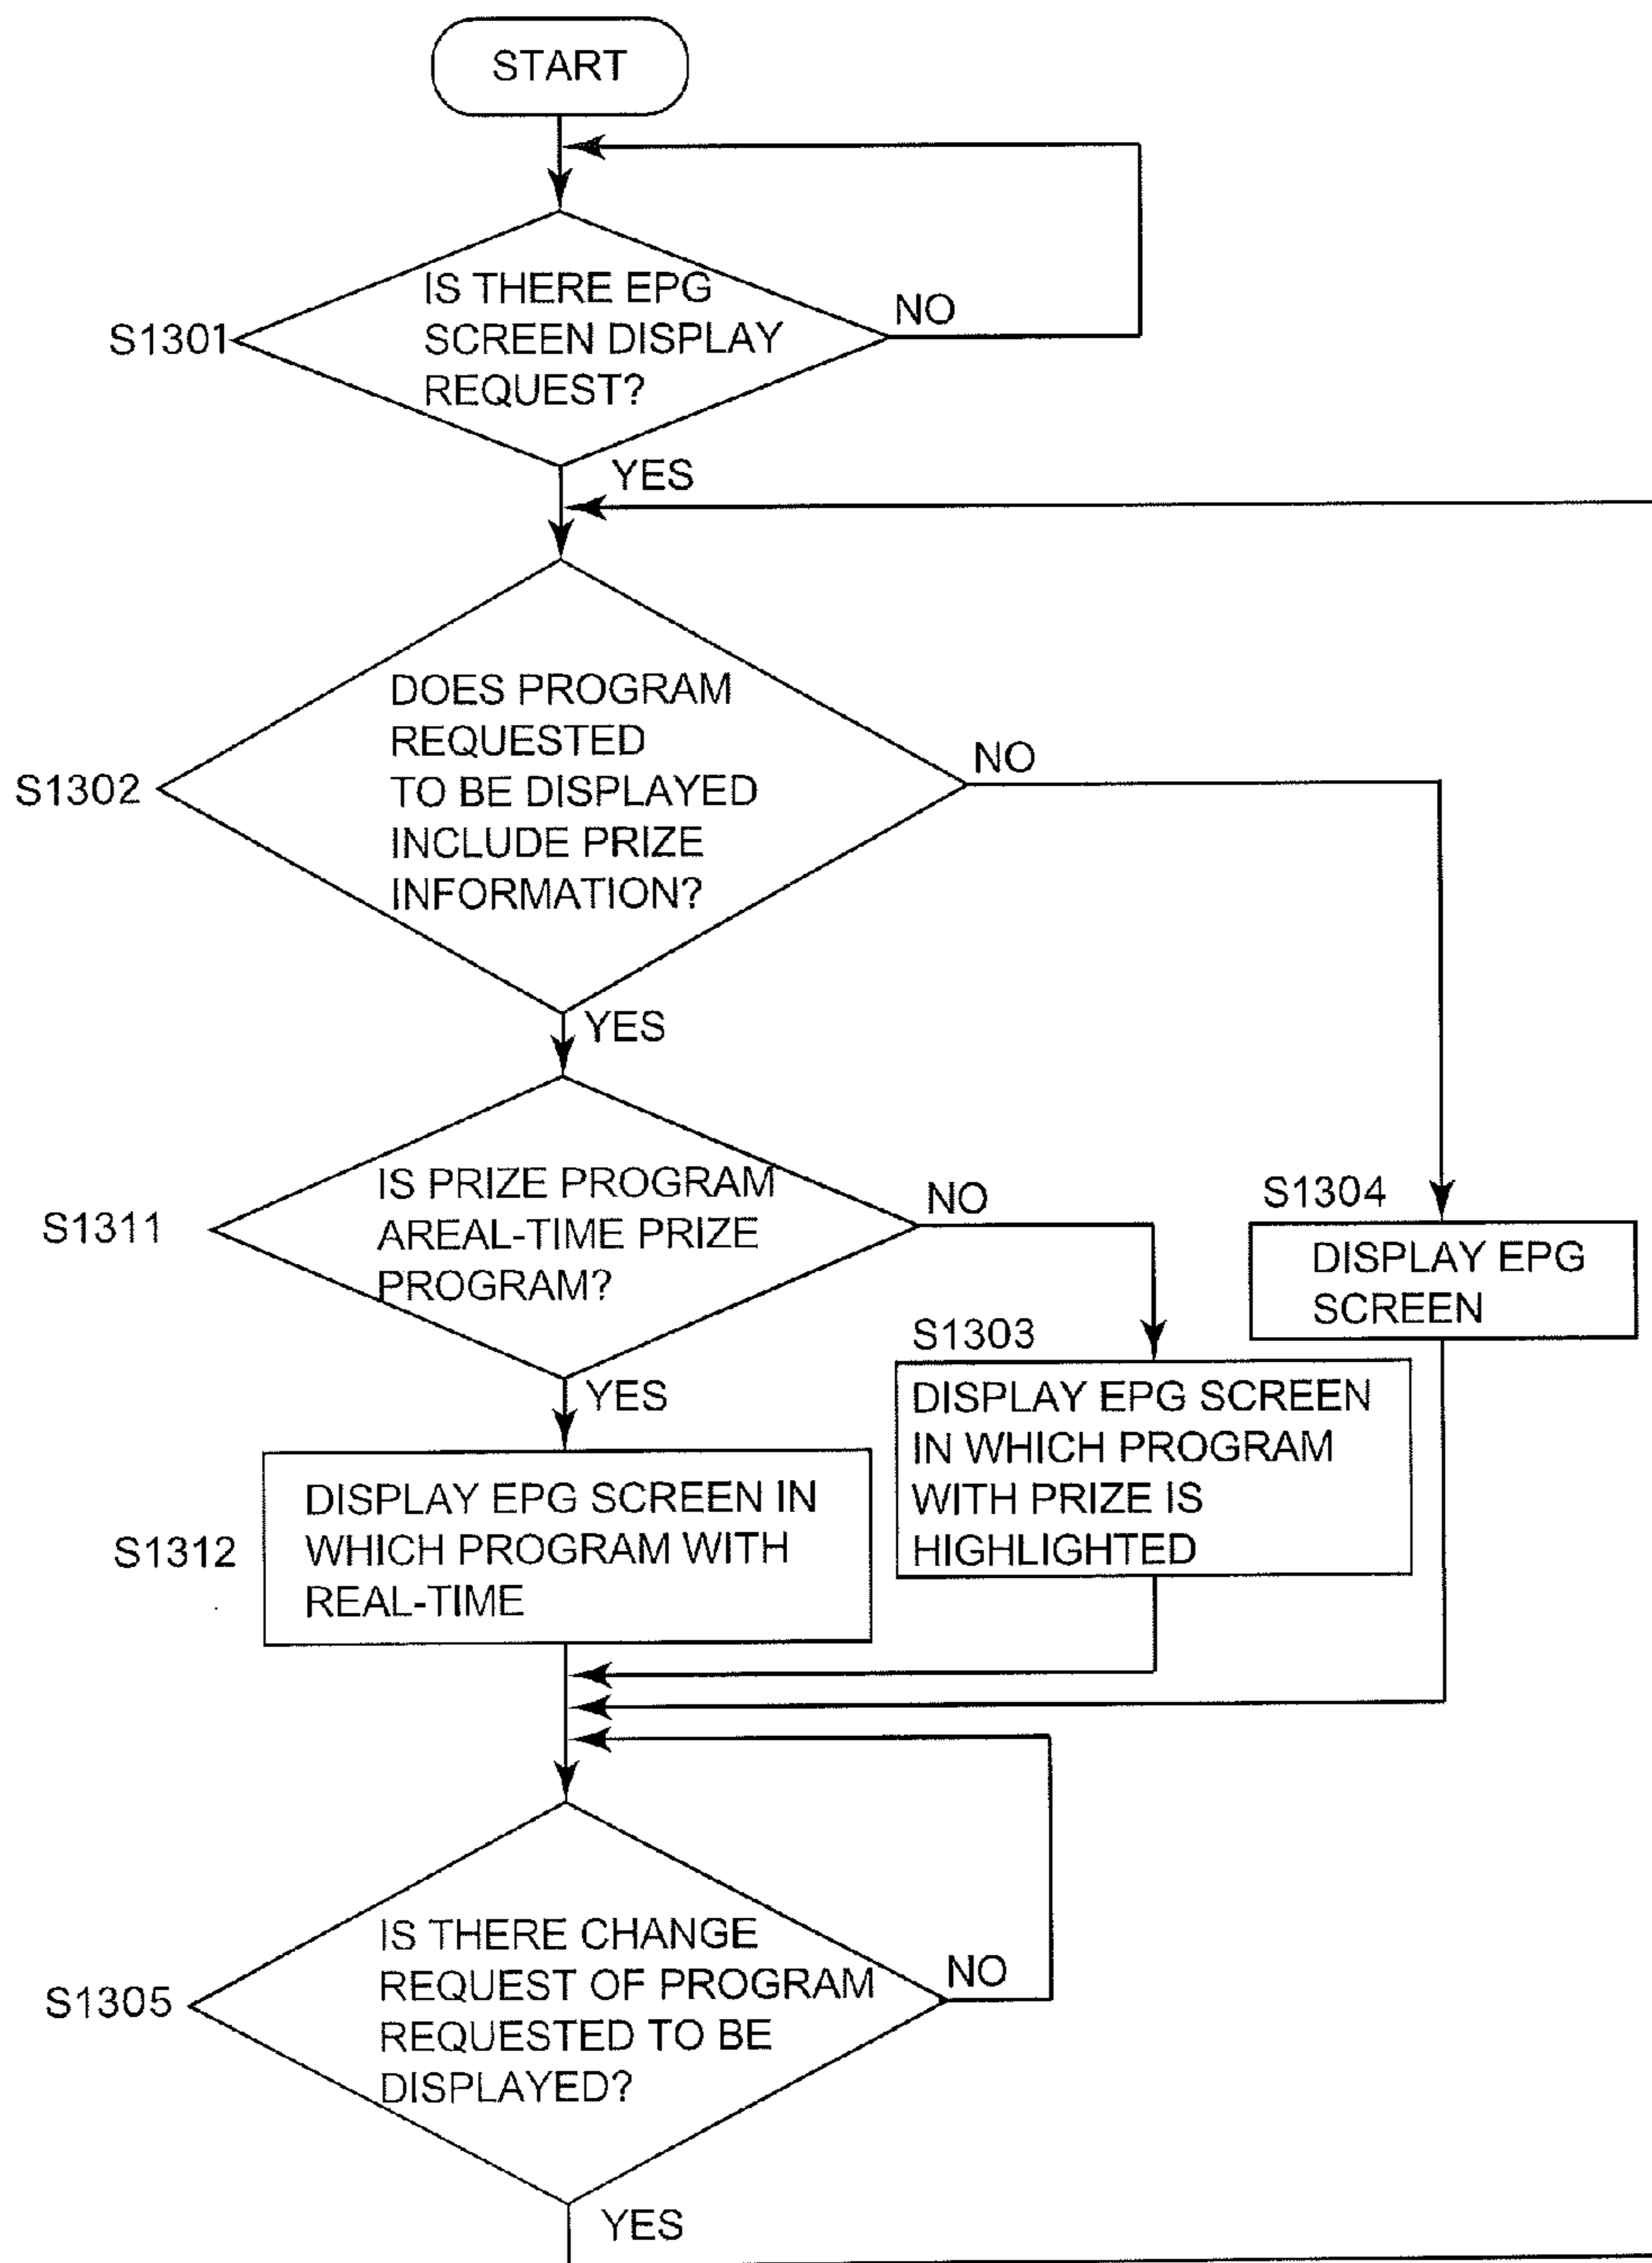 START
S1301
IS THERE EPG
SCREEN DISPLAY
REQUEST?
NO
YES
S1302
DOES PROGRAM
REQUESTED
TO BE DISPLAYED
INCLUDE PRIZE
INFORMATION?
NO
YES
S1311
IS PRIZE PROGRAM
AREAL-TIME PRIZE
PROGRAM?
NO
YES
S1304
DISPLAY EPG
SCREEN
S1303
DISPLAY EPG SCREEN
IN WHICH PROGRAM
WITH PRIZE IS
HIGHLIGHTED
S1312
DISPLAY EPG SCREEN IN
WHICH PROGRAM WITH
REAL-TIME
S1305
IS THERE CHANGE
REQUEST OF PROGRAM
REQUESTED TO BE
DISPLAYED?
NO
YES